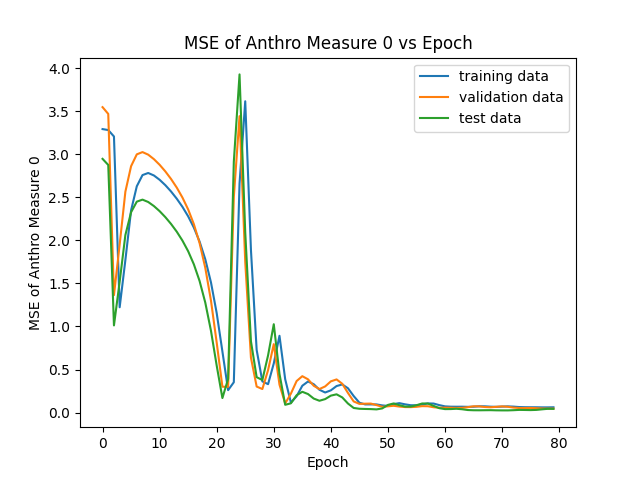 MSE of Anthro Measure 0 vs Epoch
training data
validation data
test data
MSE of Anthro Measure 0
4.0
3.5
3.0
2.5
2.0
1.5
1.0
0.5
0.0
0 10 20 30 40 50 60 70 80
Epoch